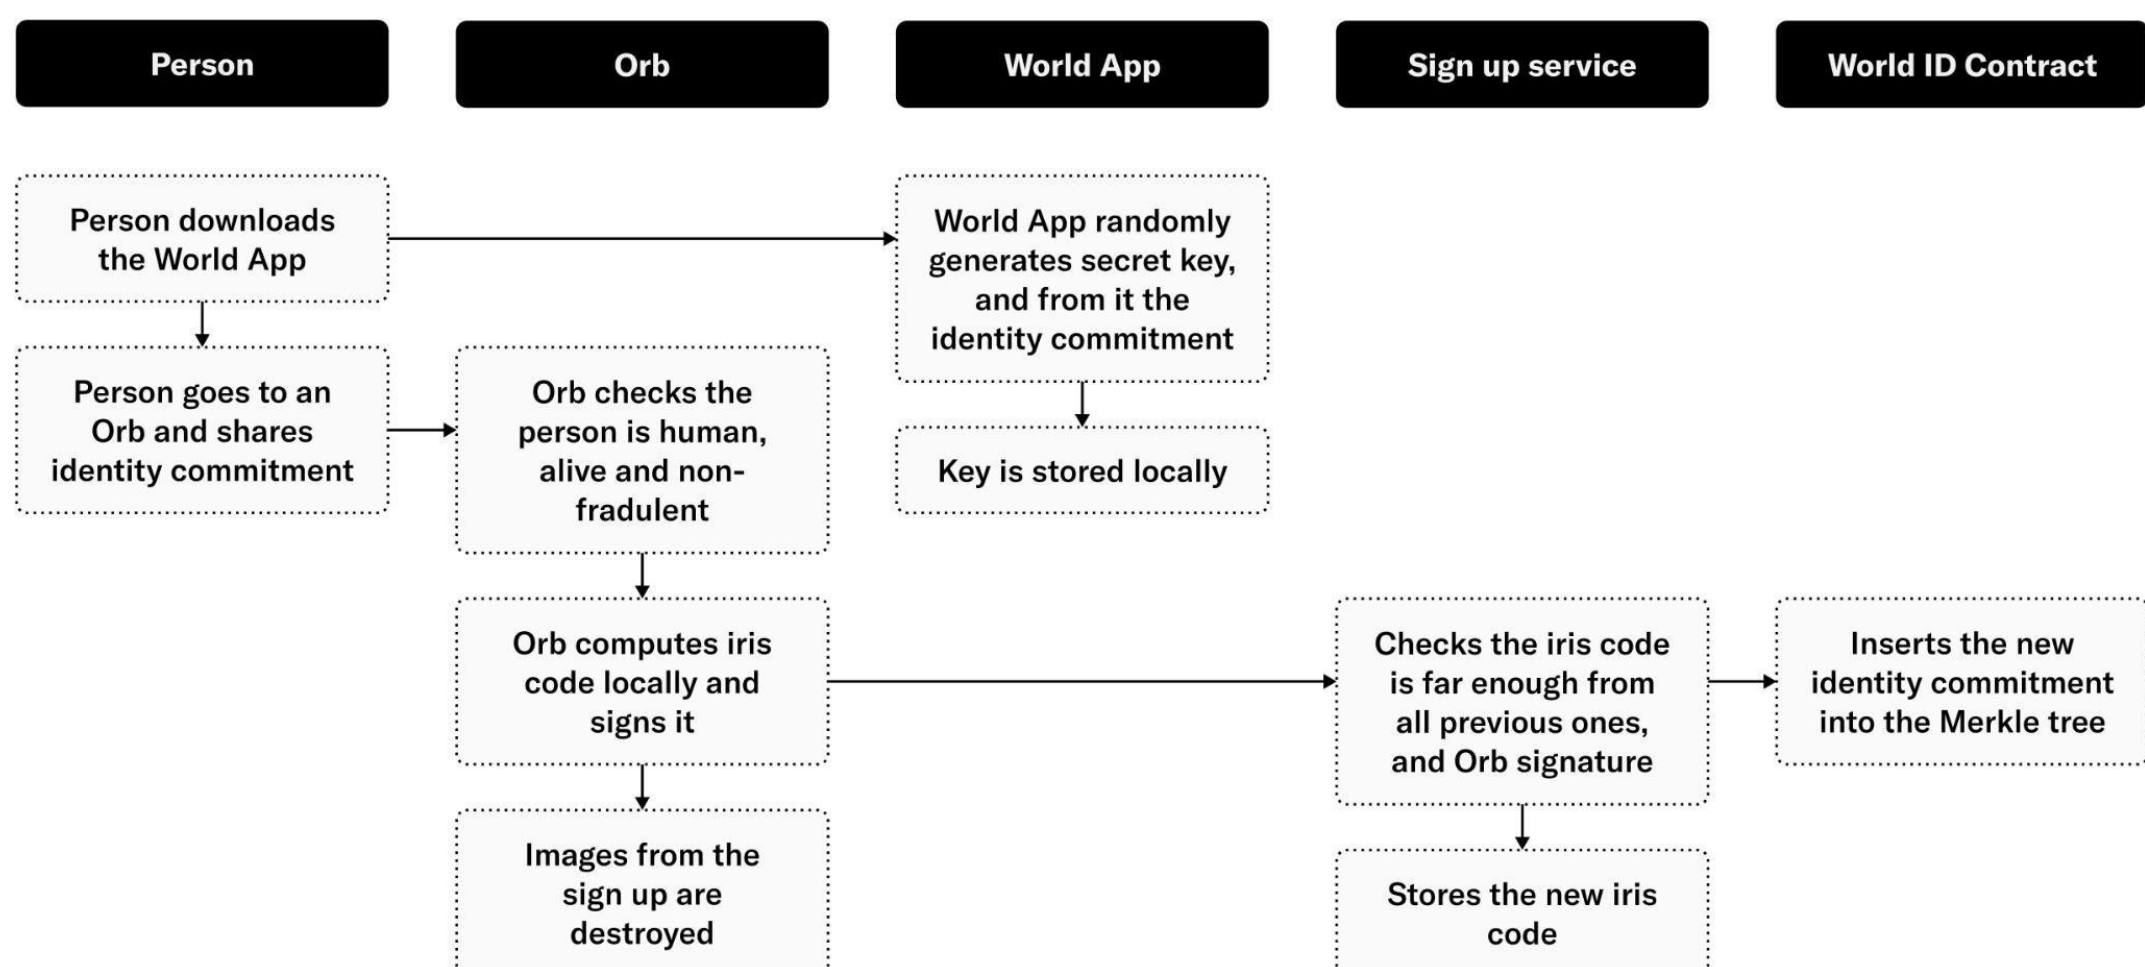 Person
Orb
World App
Sign up service
World ID Contract
Person downloads
the World App
World App randomly
generates secret key,
and from it the
identity commitment
Person goes to an
Orb and shares
identity commitment
Orb checks the
person is human,
alive and non-
fradulent
Key is stored locally
Orb computes iris
code locally and
signs it
Checks the iris code
is far enough from
all previous ones,
and Orb signature
Inserts the new
identity commitment
into the Merkle tree
Images from the
sign up are
destroyed
Stores the new iris
code